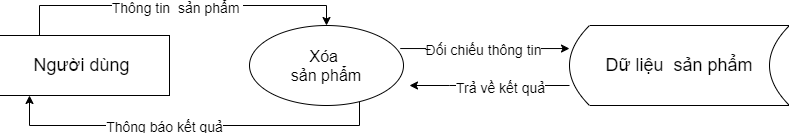 Thông tin  sản phẩm
Người dùng
Xóa
sản phẩm
Đối chiếu thông tin
Trả về kết quả
Dữ liệu  sản phẩm
Thông báo kết quả